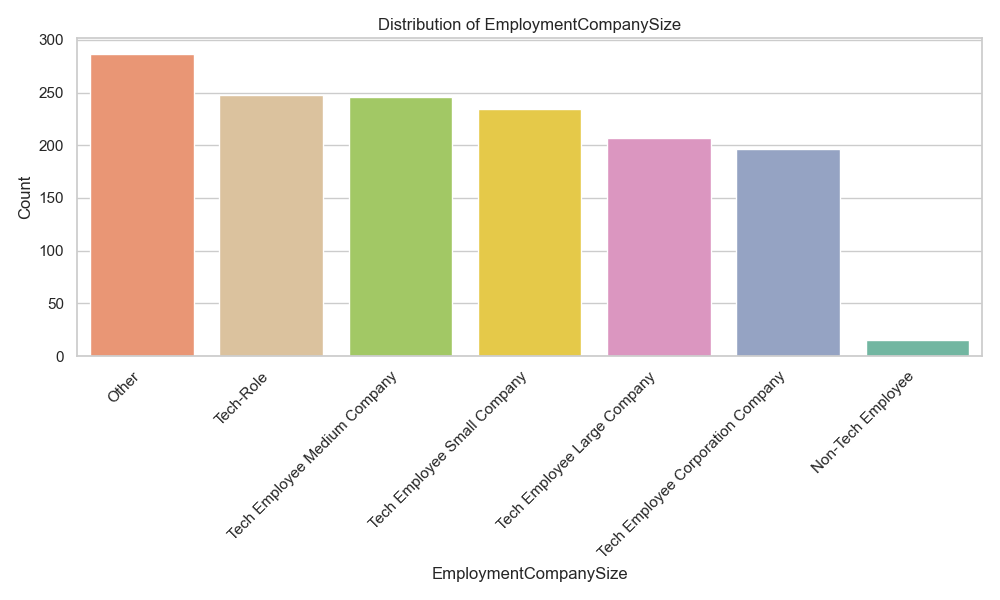 Distribution of EmploymentCompanySize
300
250
200
150
100
50
0
Count
Other
Tech-Role
Tech Employee Medium Company
Tech Employee Small Company
Tech Employee Large Company
Tech Employee Corporation Company
Non-Tech Employee
EmploymentCompanySize